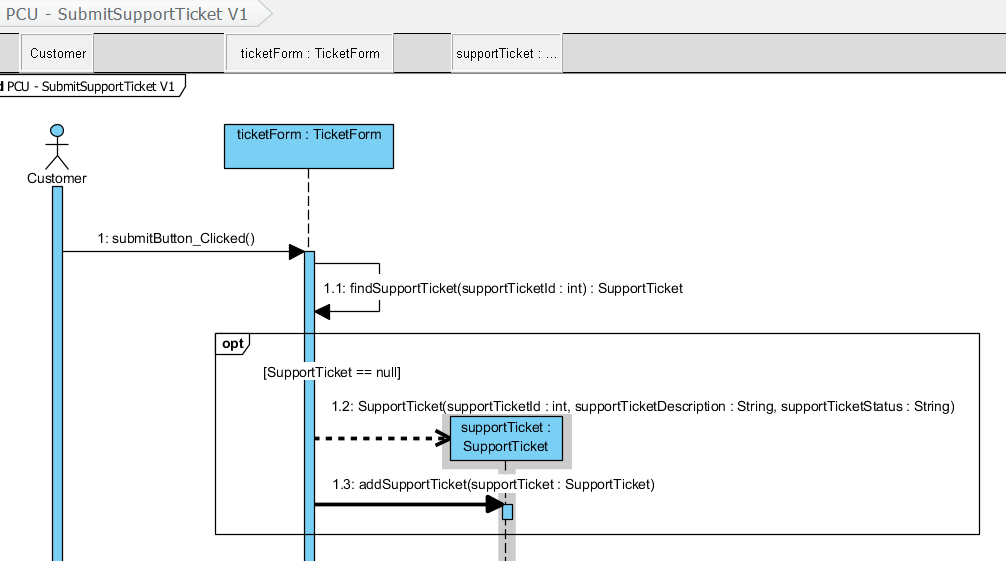 PCU - SubmitSupportTicket V1
Customer
ticketForm : TicketForm
supportTicket : ...
d PCU - SubmitSupportTicket V1
ticketForm : TicketForm
Customer
1: submitButton_Clicked()
1.1: findSupportTicket(supportTicketId : int) : SupportTicket
opt
[SupportTicket == null]
1.2: SupportTicket(supportTicketId : int, supportTicketDescription : String, supportTicketStatus : String)
supportTicket :
SupportTicket
1.3: addSupportTicket(supportTicket : SupportTicket)